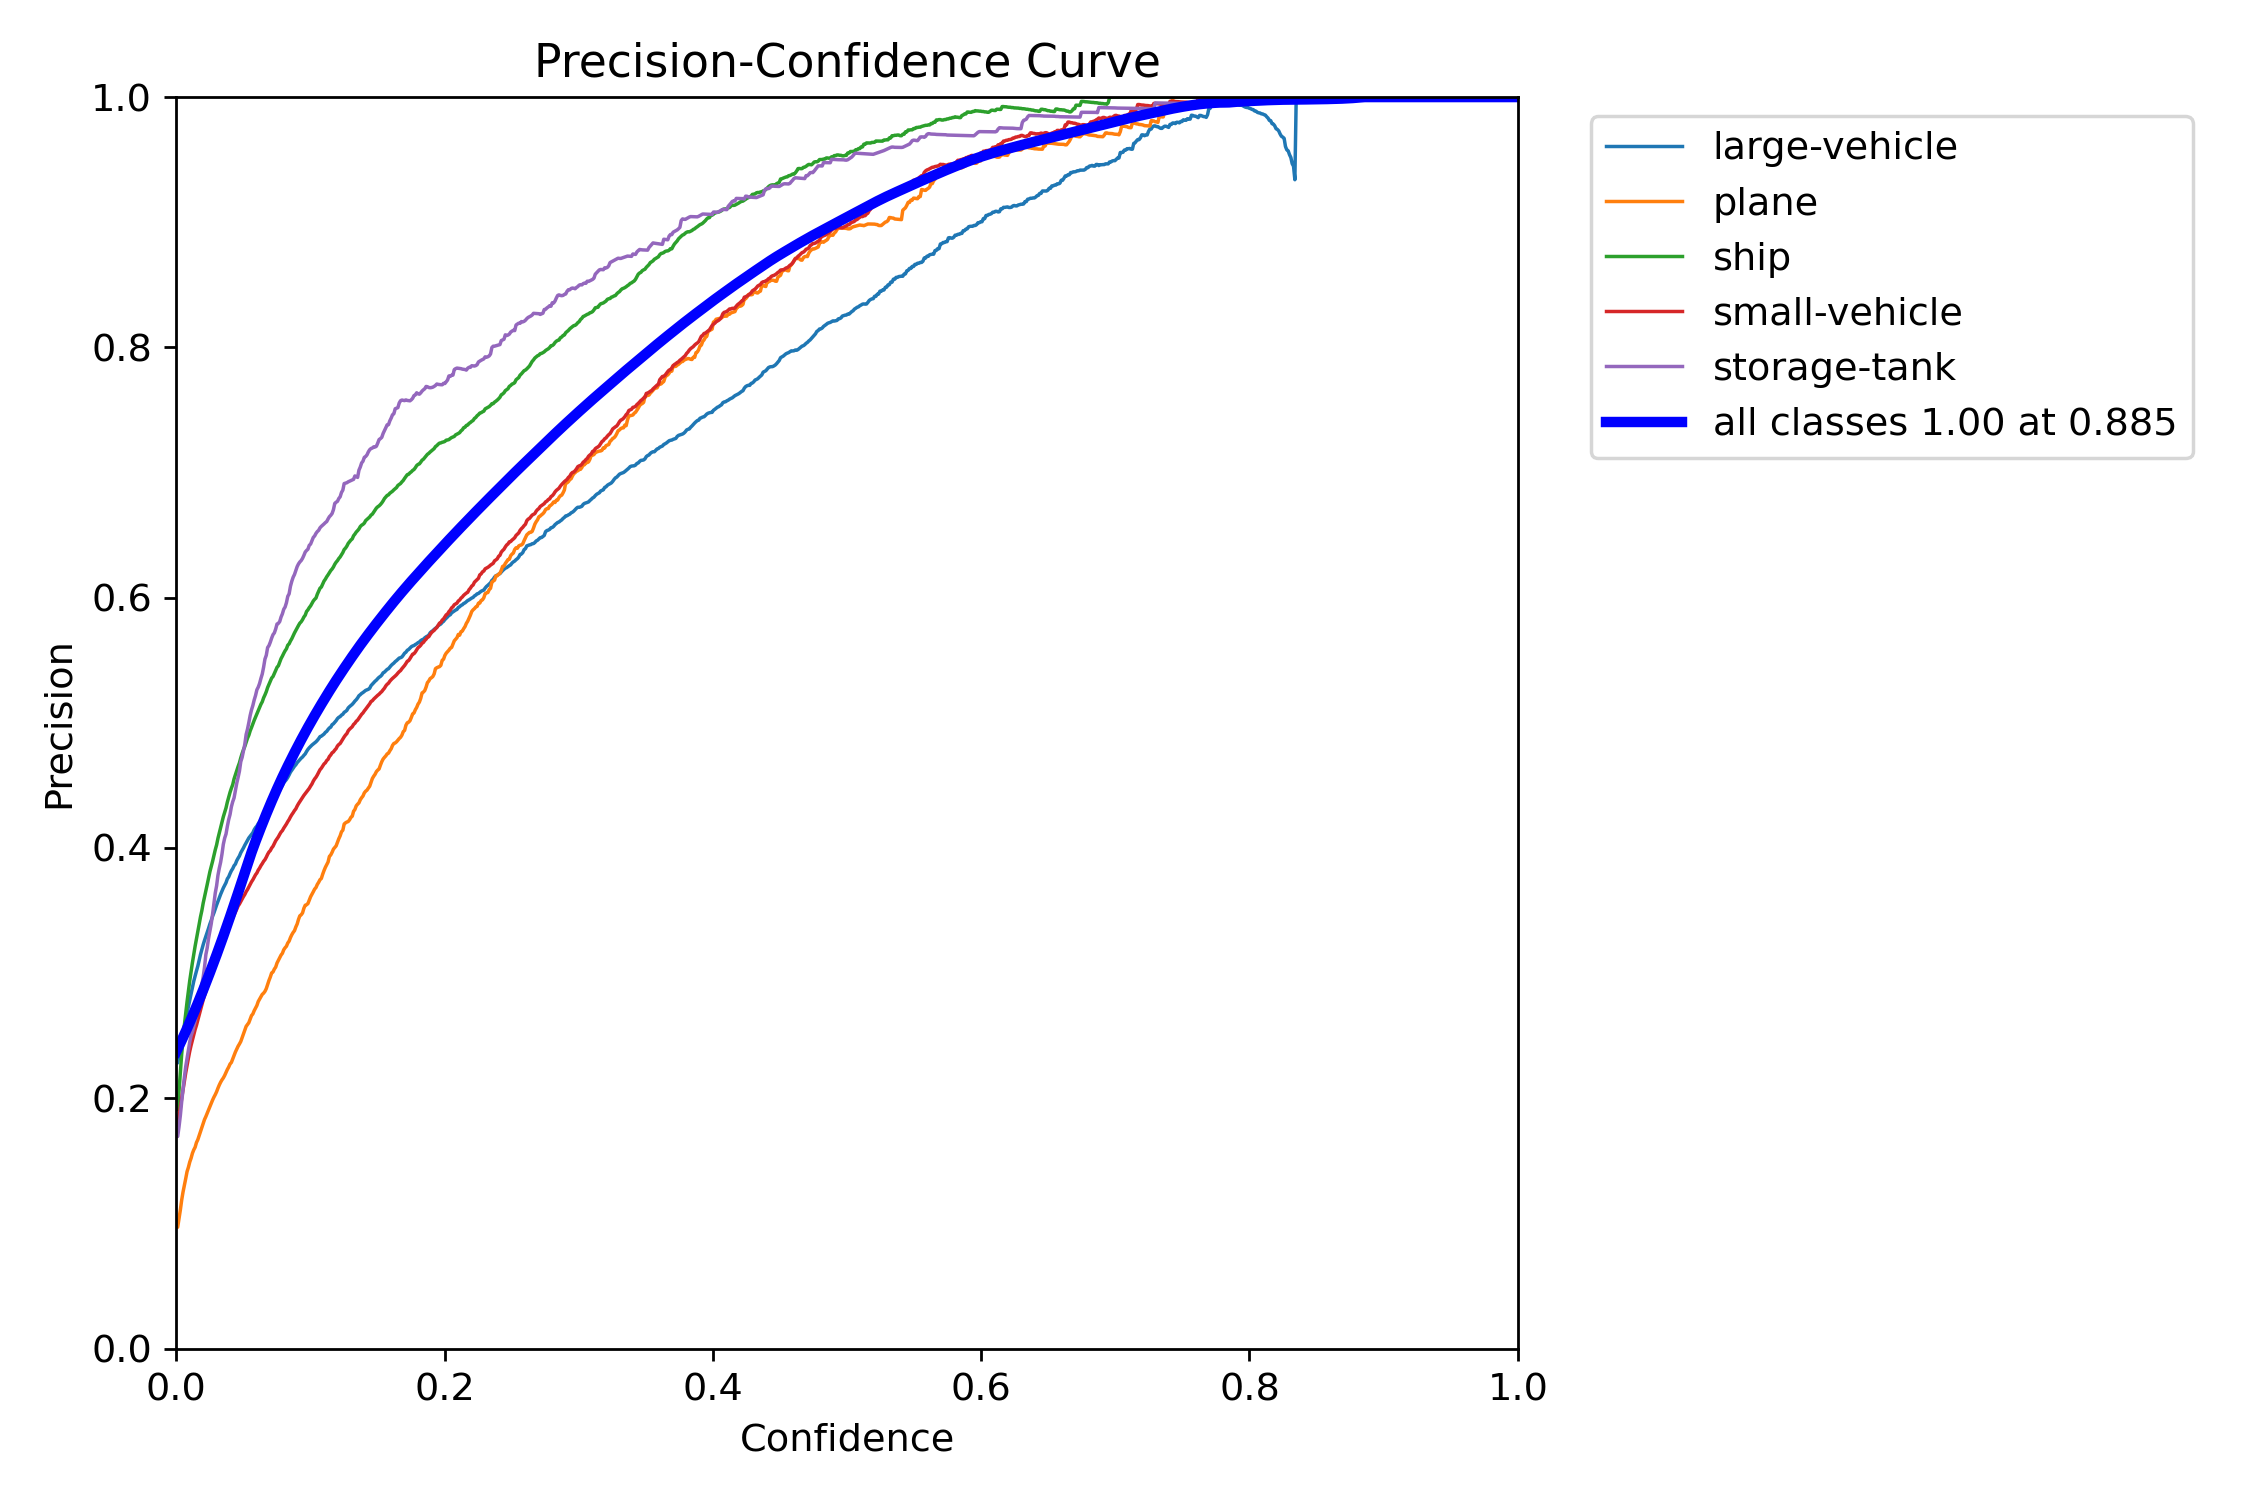 Precision-Confidence Curve
1.0
0.8
0.6
0.4
0.2
0.0
Precision
0.0 0.2 0.4 0.6 0.8 1.0
Confidence
large-vehicle
plane
ship
small-vehicle
storage-tank
all classes 1.00 at 0.885